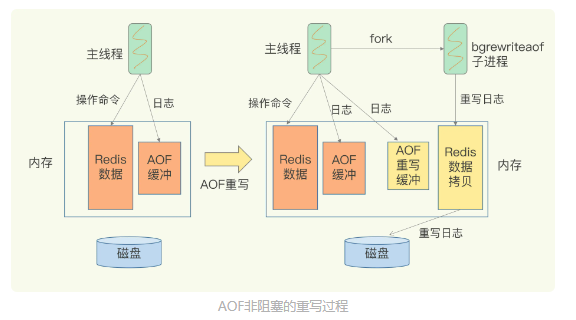 主线程
操作命令
日志
内存
Redis
数据
AOF
缓冲
磁盘
AOF重写
主线程
fork
bgrewriteaof
子进程
操作命令
日志
日志
重写日志
Redis
数据
AOF
缓冲
AOF
重写
缓冲
Redis
数据
拷贝
内存
重写日志
磁盘
AOF非阻塞的重写过程